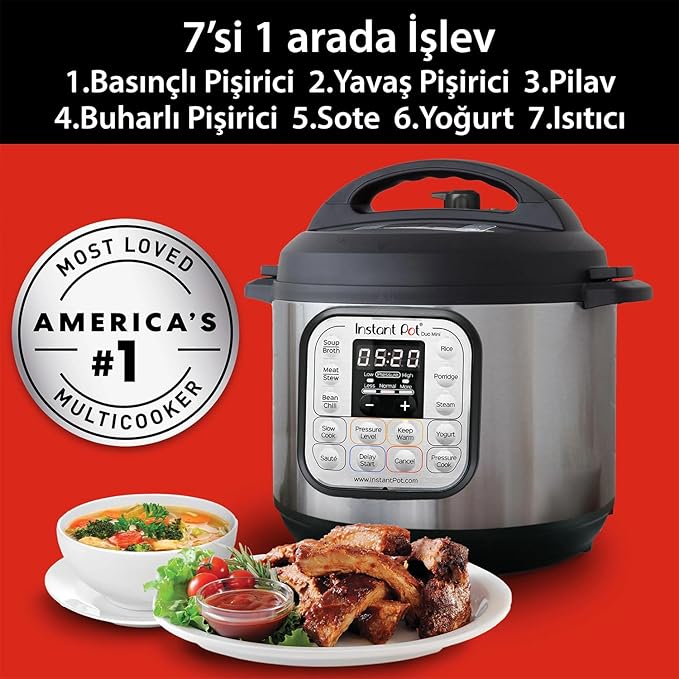 7'si 1 arada İşlev
1.Basınçlı Pişirici 2.Yavaş Pişirici 3.Pilav
4.Buharlı Pişirici 5.Sote 6.Yoğurt 7.Isıtıcı
MOST LOVED
AMERICA'S
#1
MULTICOOKER
Instant Pot®
Duo Mini
Soup
Broth
Meat
Stew
Bean
Chili
05:20
Low Pressure High
Less Normal More
− +
Rice
Porridge
Steam
Slow
Cook
Pressure
Level
Keep
Warm
Yogurt
Sauté
Delay
Start
Cancel
Pressure
Cook
www.InstantPot.com